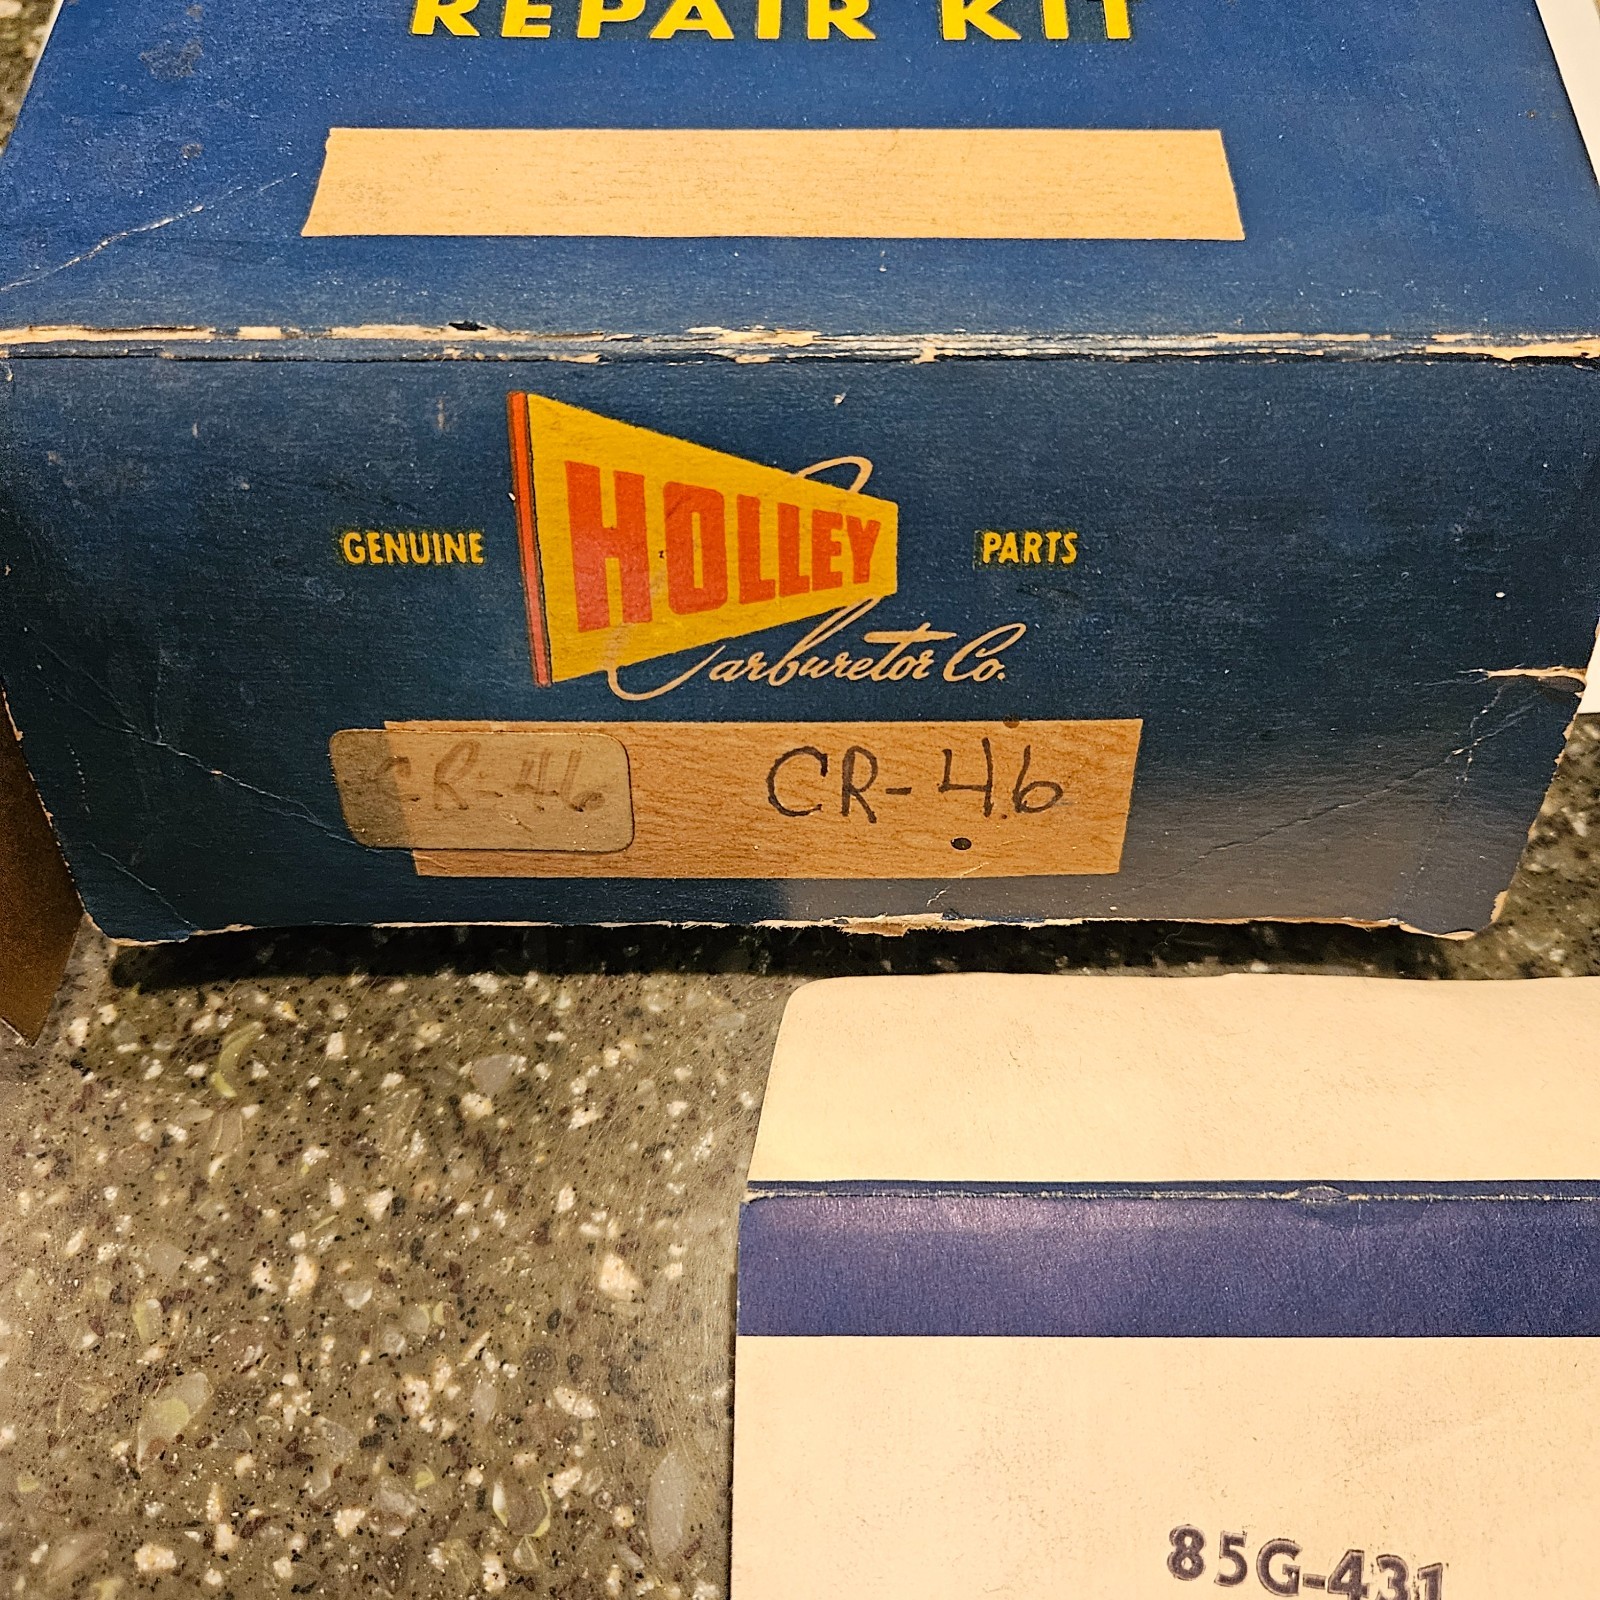 REPAIR KIT
GENUINE HOLLEY PARTS
Carburetor Co.
CR-46 CR-46
85G-431